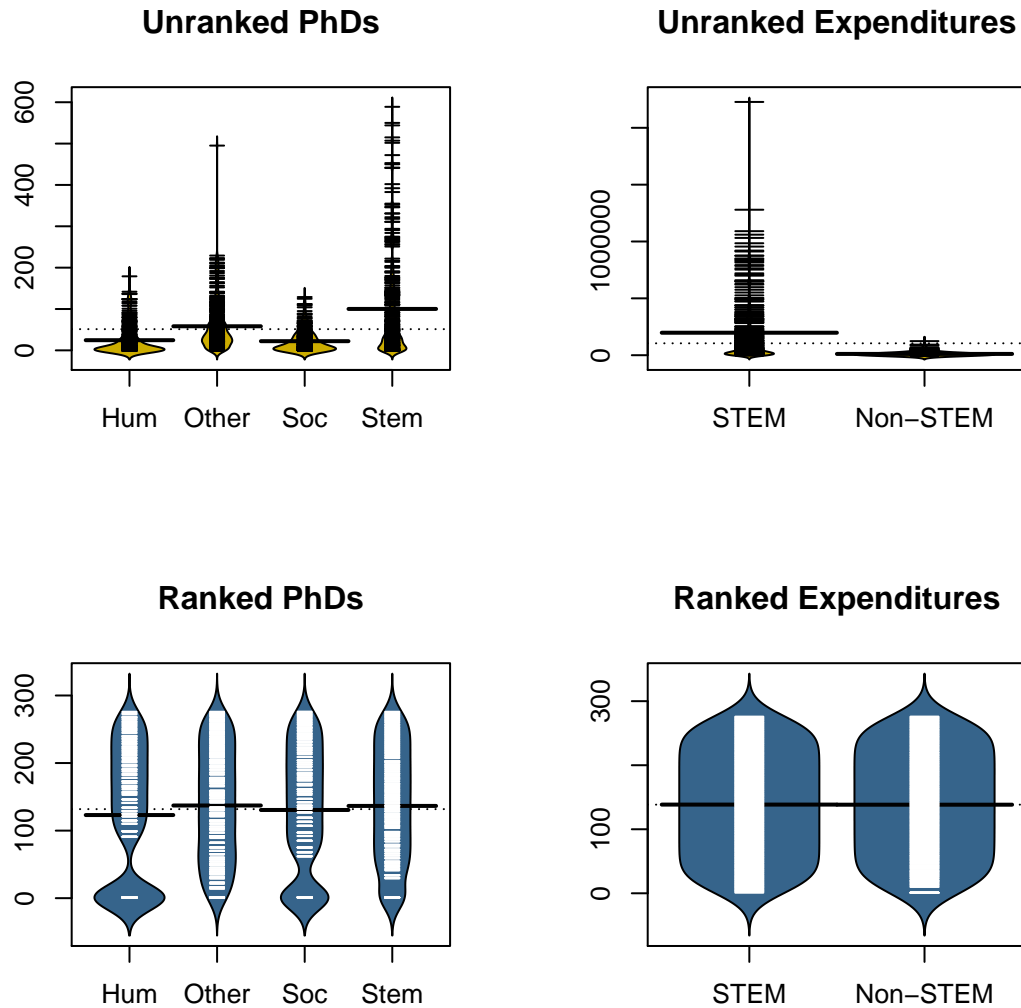 Unranked PhDs
600
400
200
0
Hum Other Soc Stem
Unranked Expenditures
1000000
0
STEM Non−STEM
Ranked PhDs
300
200
100
0
Hum Other Soc Stem
Ranked Expenditures
300
100
0
STEM Non−STEM